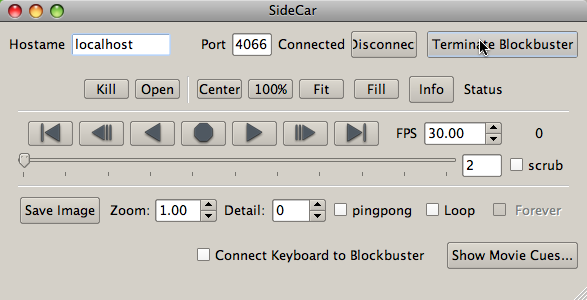 SideCar
Hostame localhost Port 4066 Connected Disconnec Terminate Blockbuster
Kill Open Center 100% Fit Fill Info Status
FPS 30.00 0
2 scrub
Save Image Zoom: 1.00 Detail: 0 pingpong Loop Forever
Connect Keyboard to Blockbuster Show Movie Cues...